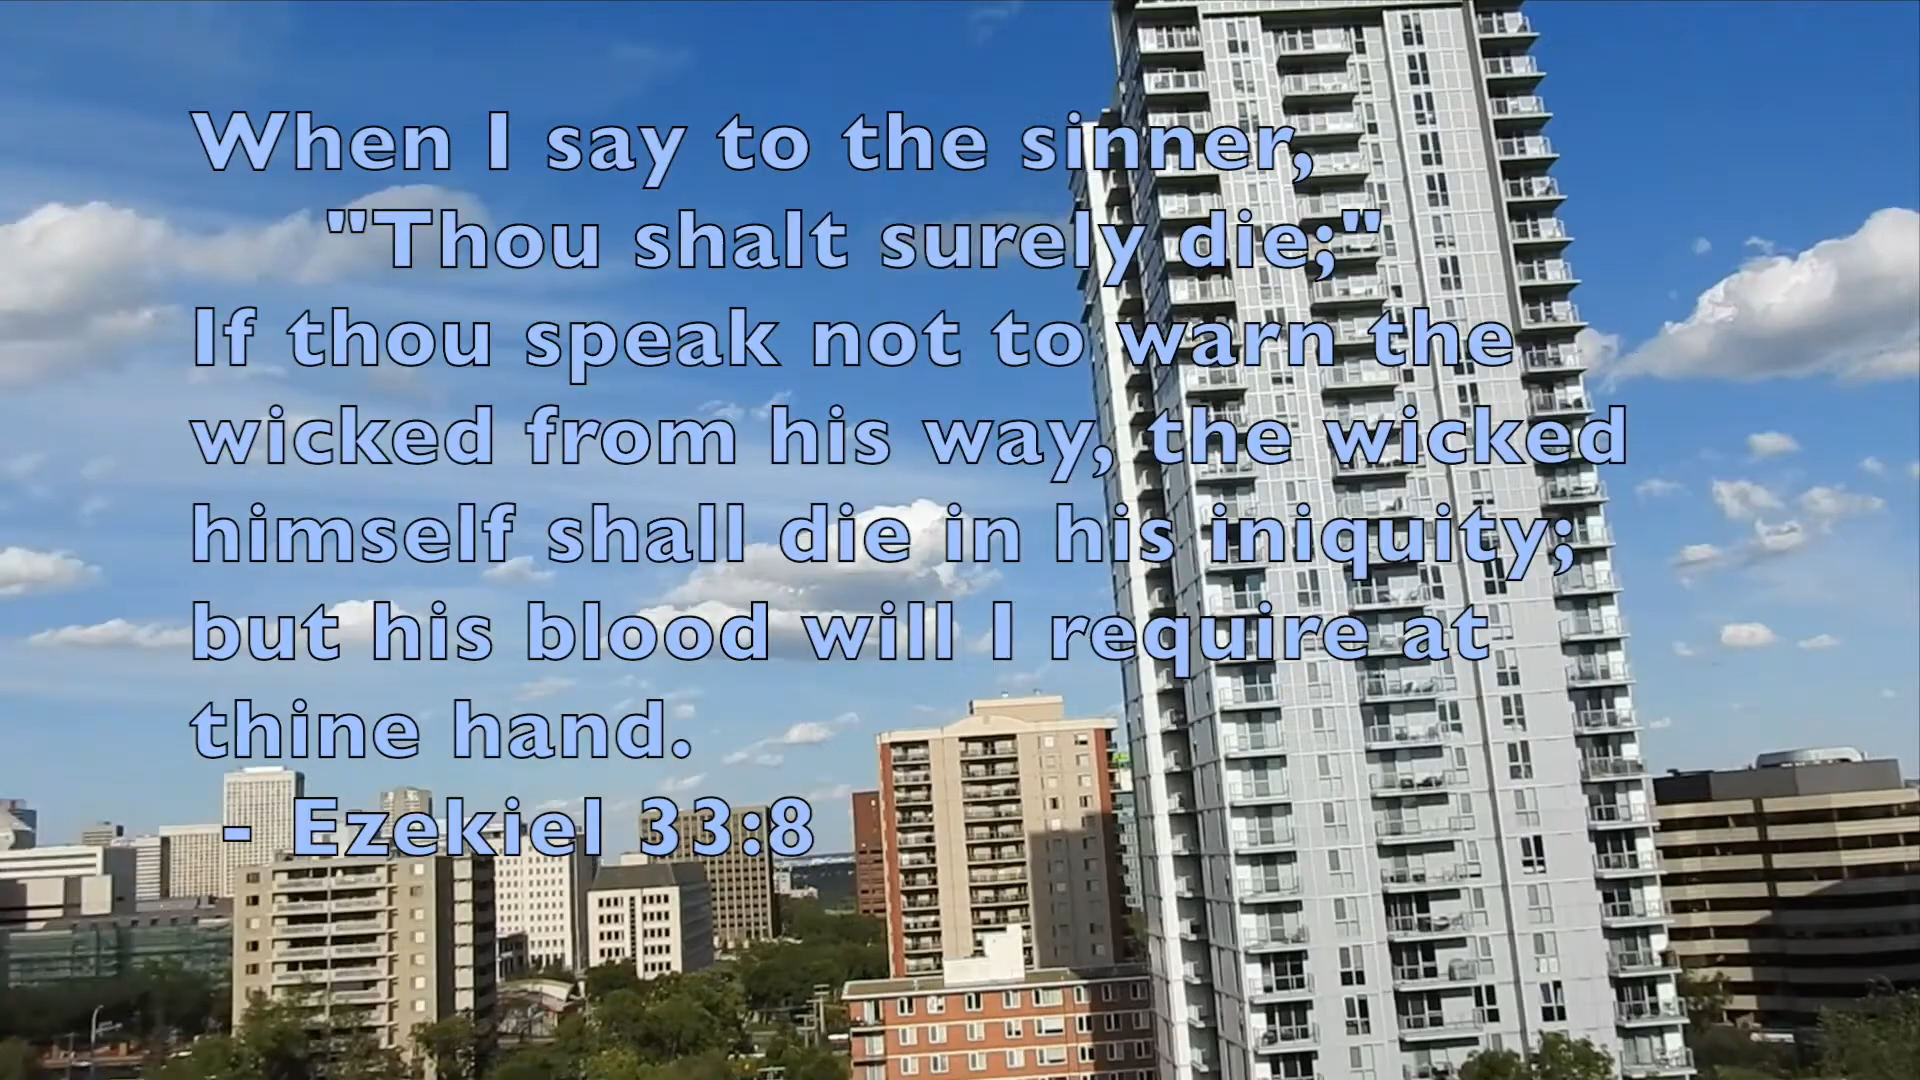 When I say to the sinner,
"Thou shalt surely die;"
If thou speak not to warn the
wicked from his way, the wicked
himself shall die in his iniquity;
but his blood will I require at
thine hand.
- Ezekiel 33:8